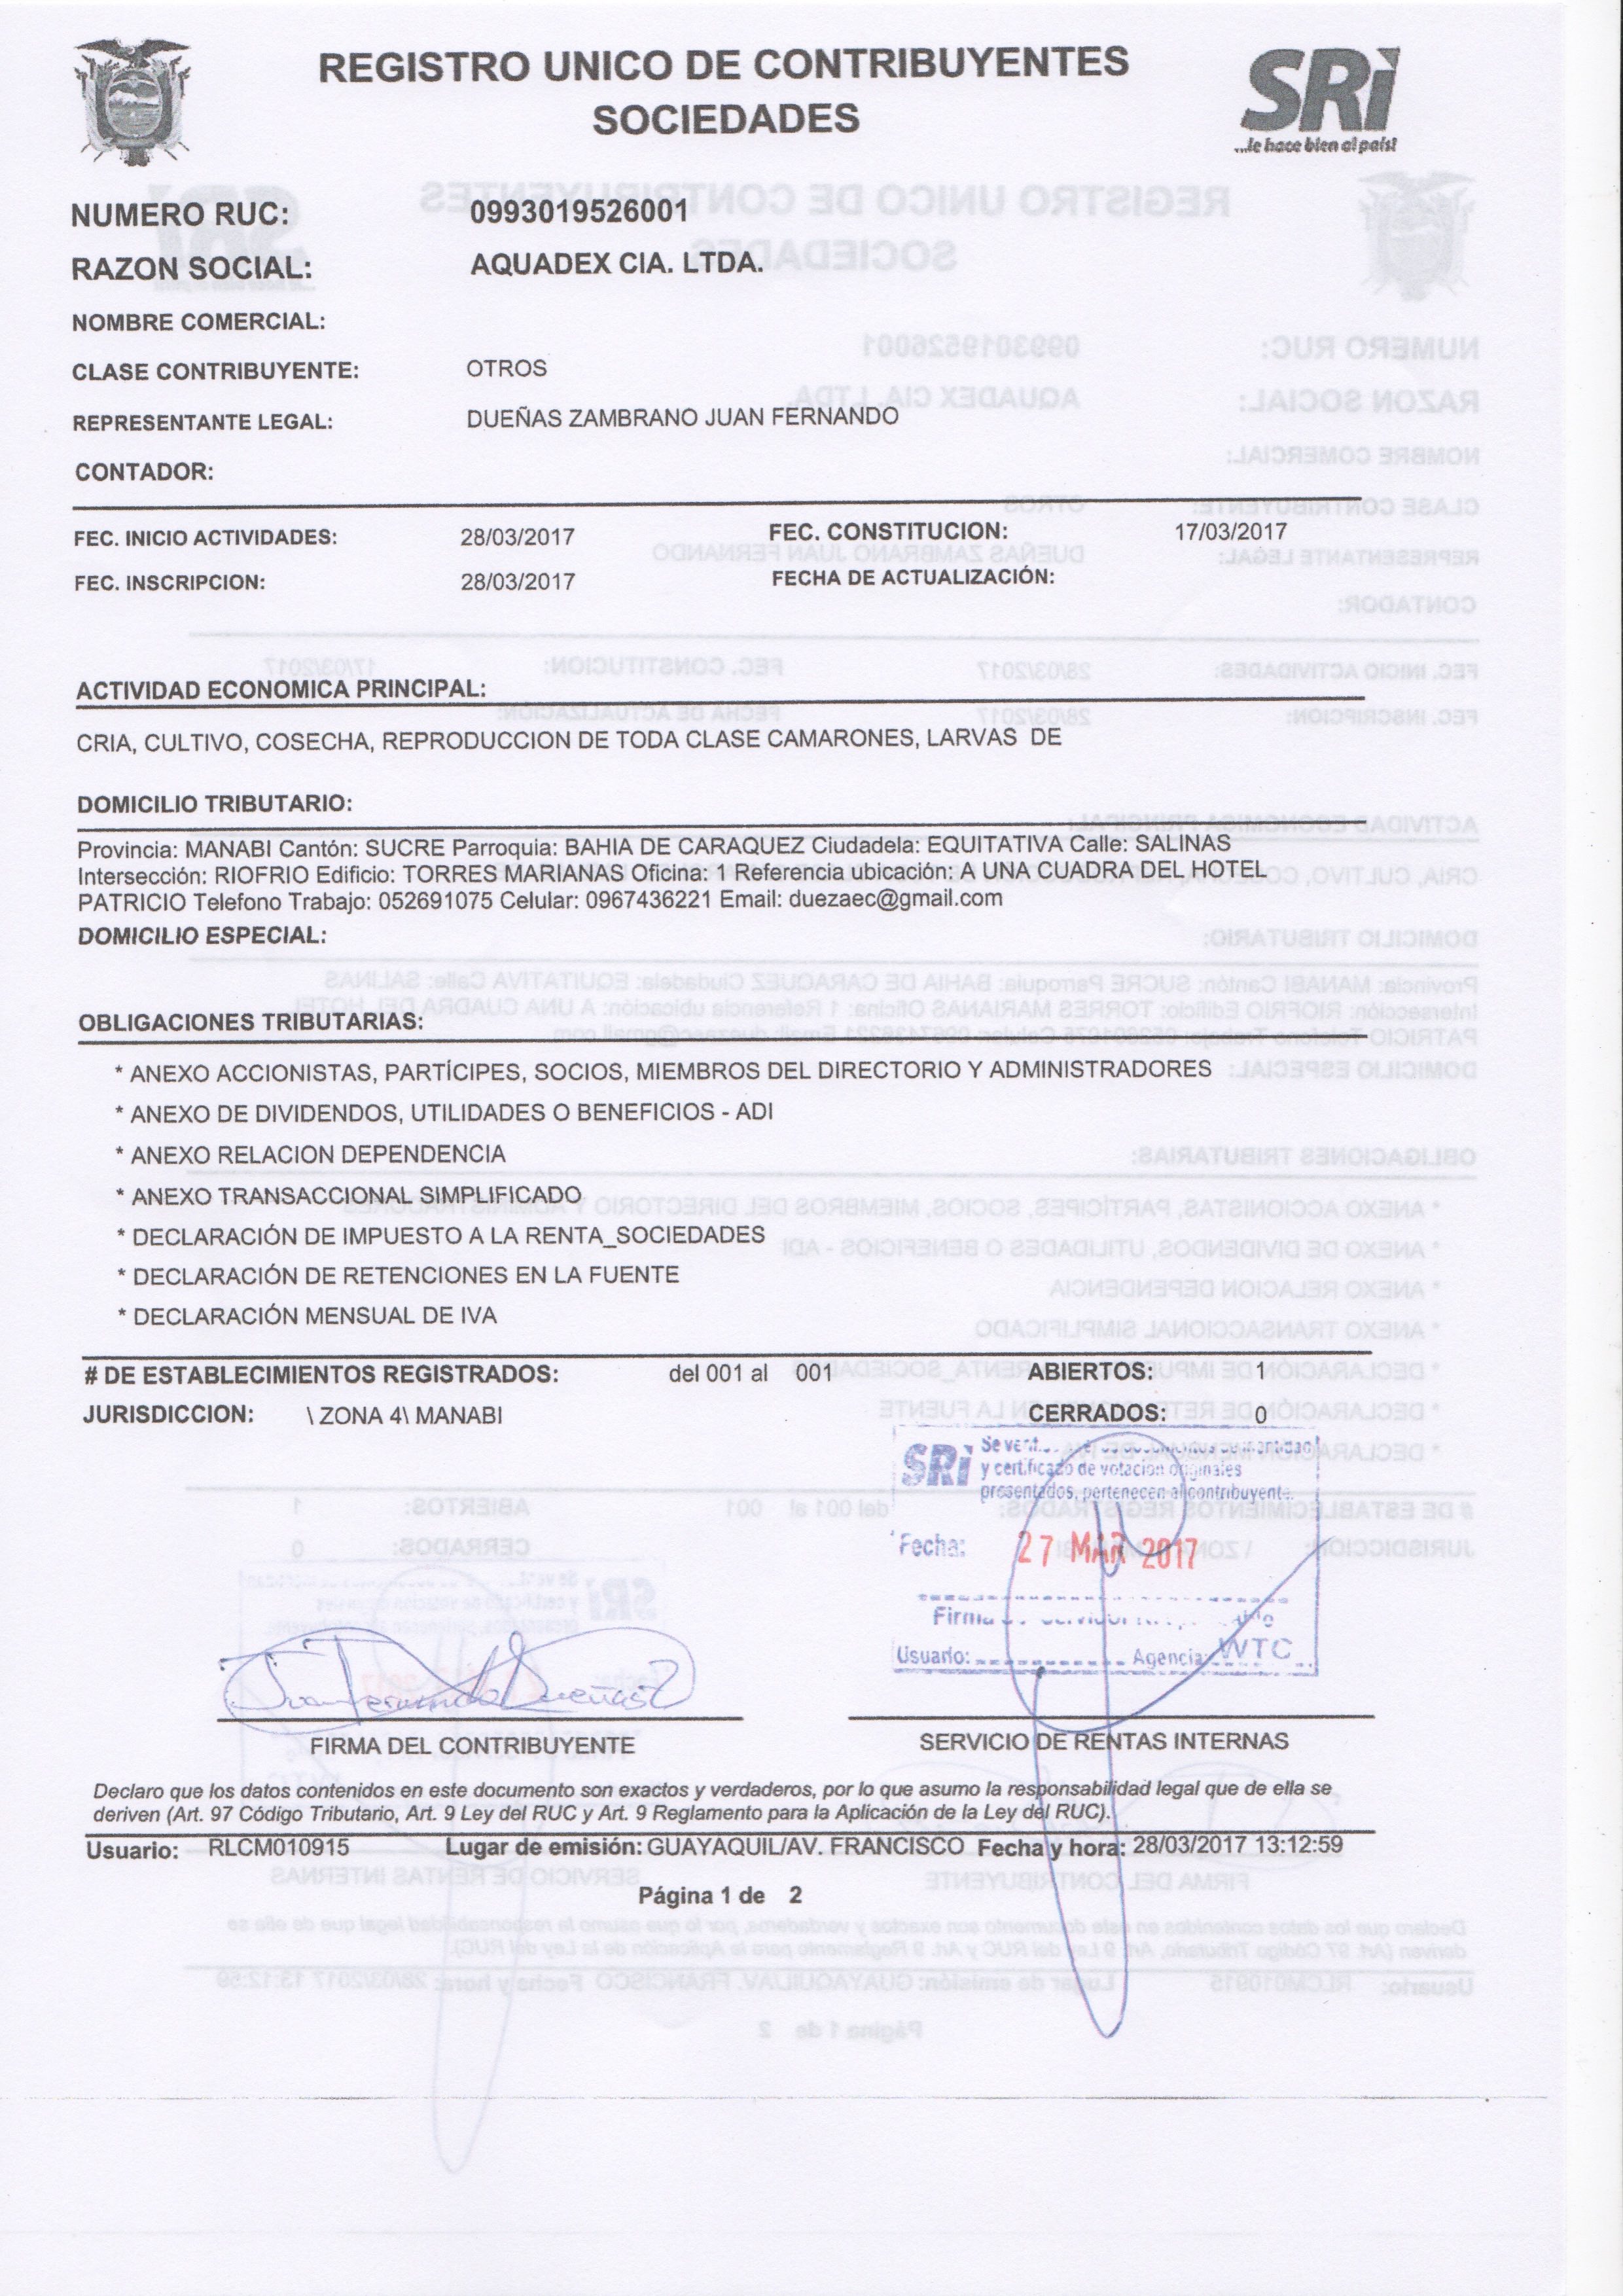 REGISTRO UNICO DE CONTRIBUYENTES
SOCIEDADES
SRi
...le hace bien al país!
NUMERO RUC: 0993019526001
RAZON SOCIAL: AQUADEX CIA. LTDA.
NOMBRE COMERCIAL:
CLASE CONTRIBUYENTE: OTROS
REPRESENTANTE LEGAL: DUEÑAS ZAMBRANO JUAN FERNANDO
CONTADOR:
FEC. INICIO ACTIVIDADES: 28/03/2017 FEC. CONSTITUCION: 17/03/2017
FEC. INSCRIPCION: 28/03/2017 FECHA DE ACTUALIZACIÓN:
ACTIVIDAD ECONOMICA PRINCIPAL:
CRIA, CULTIVO, COSECHA, REPRODUCCION DE TODA CLASE CAMARONES, LARVAS DE
DOMICILIO TRIBUTARIO:
Provincia: MANABI Cantón: SUCRE Parroquia: BAHIA DE CARAQUEZ Ciudadela: EQUITATIVA Calle: SALINAS
Intersección: RIOFRIO Edificio: TORRES MARIANAS Oficina: 1 Referencia ubicación: A UNA CUADRA DEL HOTEL
PATRICIO Telefono Trabajo: 052691075 Celular: 0967436221 Email: duezaec@gmail.com
DOMICILIO ESPECIAL:
OBLIGACIONES TRIBUTARIAS:
* ANEXO ACCIONISTAS, PARTÍCIPES, SOCIOS, MIEMBROS DEL DIRECTORIO Y ADMINISTRADORES
* ANEXO DE DIVIDENDOS, UTILIDADES O BENEFICIOS - ADI
* ANEXO RELACION DEPENDENCIA
* ANEXO TRANSACCIONAL SIMPLIFICADO
* DECLARACIÓN DE IMPUESTO A LA RENTA_SOCIEDADES
* DECLARACIÓN DE RETENCIONES EN LA FUENTE
* DECLARACIÓN MENSUAL DE IVA
# DE ESTABLECIMIENTOS REGISTRADOS: del 001 al 001 ABIERTOS: 1
JURISDICCION: \ ZONA 4\ MANABI CERRADOS: 0
SRi Se
y certificado de votación originales
presentados, pertenecen al contribuyente.
Fecha: 27 MAR 2017
Firma
Usuario: Agencia: WTC
Juan Fernando Dueñas Z
FIRMA DEL CONTRIBUYENTE SERVICIO DE RENTAS INTERNAS
Declaro que los datos contenidos en este documento son exactos y verdaderos, por lo que asumo la responsabilidad legal que de ella se
deriven (Art. 97 Código Tributario, Art. 9 Ley del RUC y Art. 9 Reglamento para la Aplicación de la Ley del RUC).
Usuario: RLCM010915 Lugar de emisión: GUAYAQUIL/AV. FRANCISCO Fecha y hora: 28/03/2017 13:12:59
Página 1 de 2